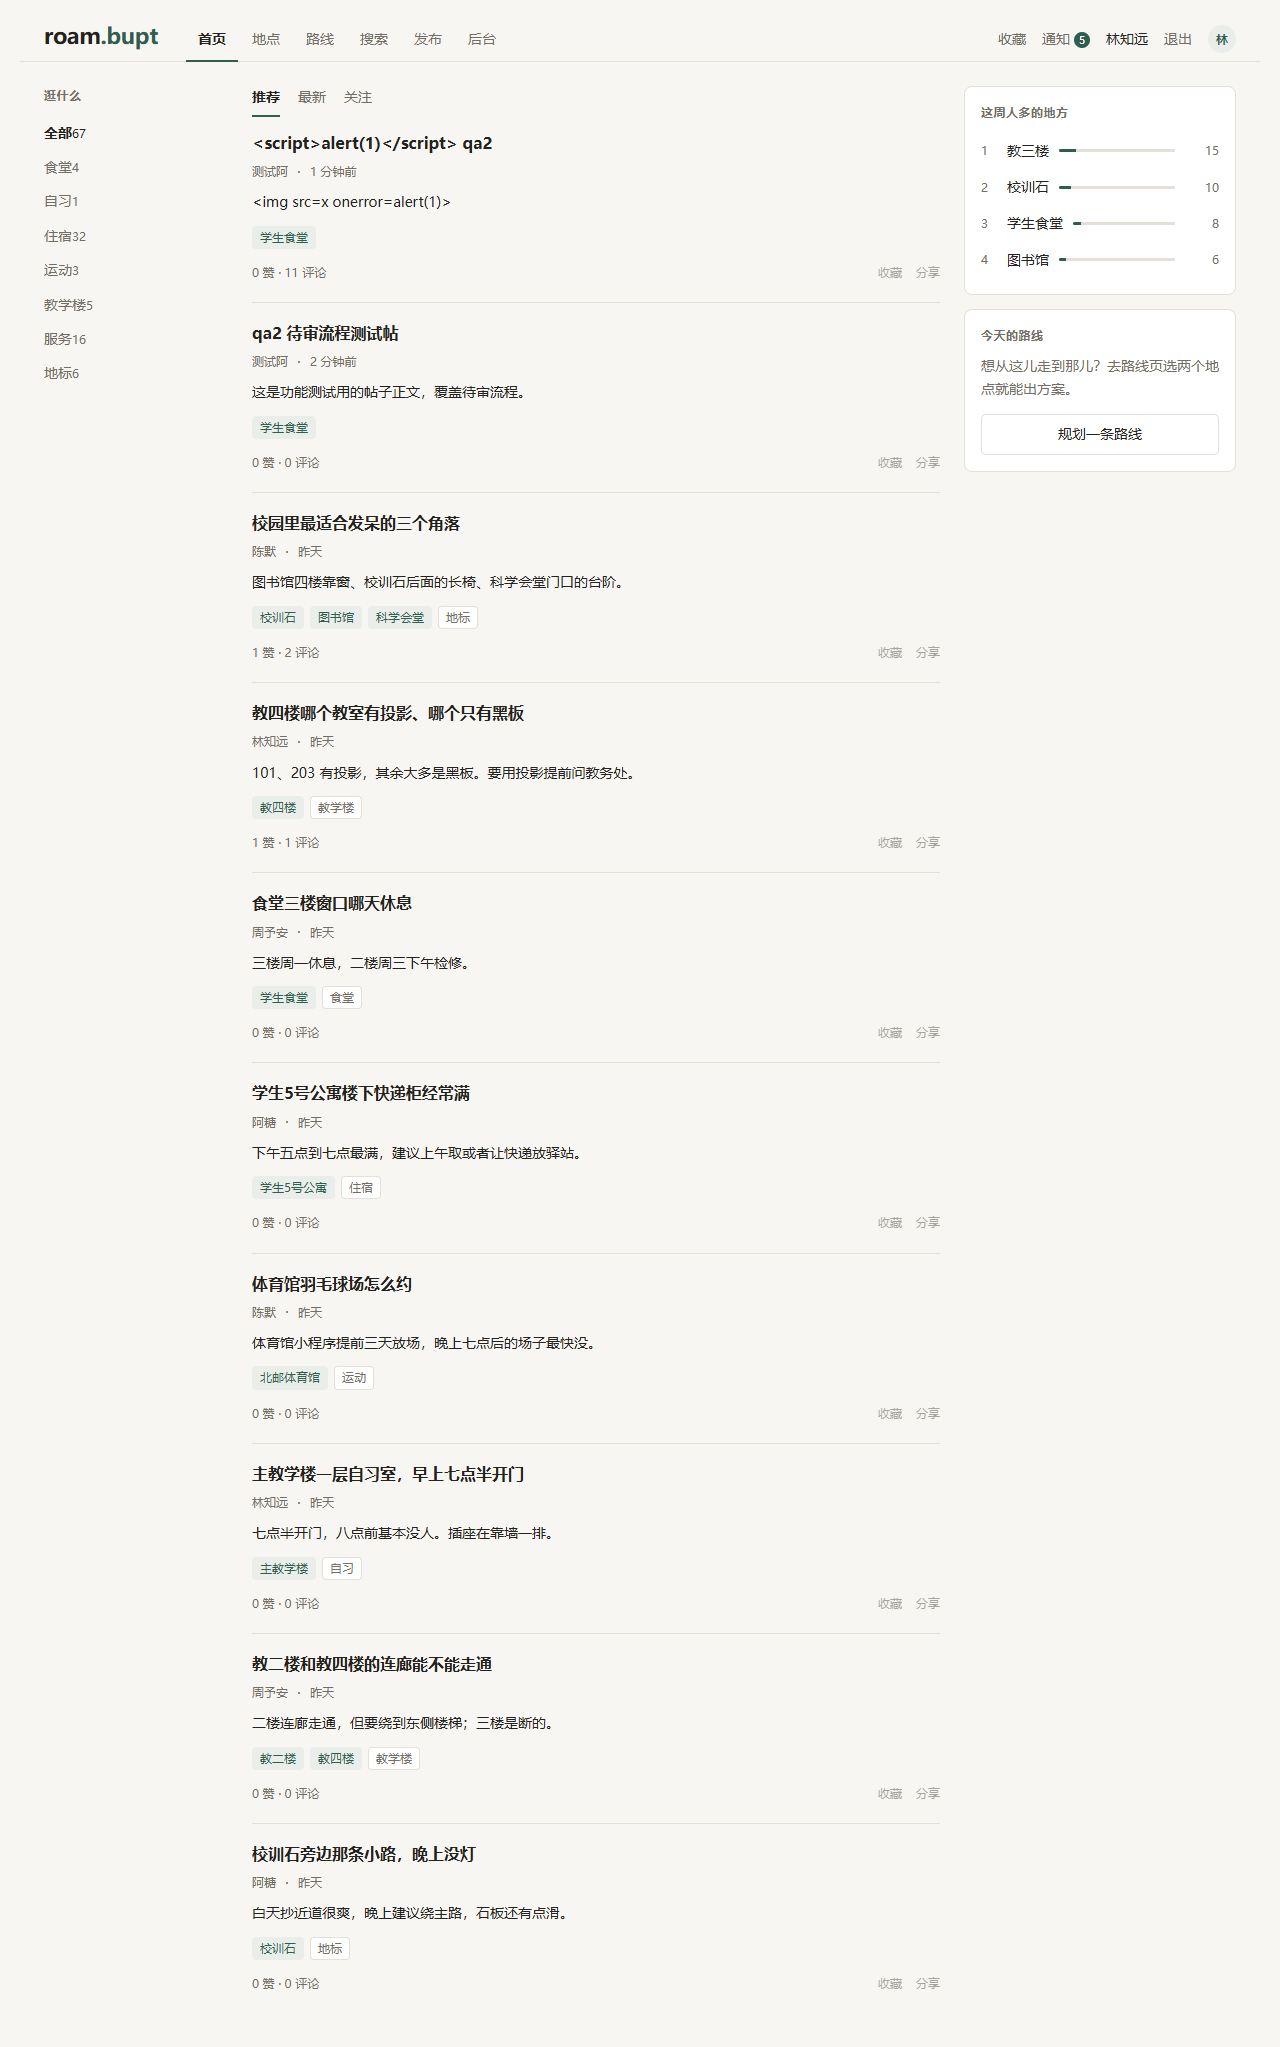 roam.bupt 首页 地点 路线 搜索 发布 后台 收藏 通知 5 林知远 退出 林
逛什么
全部67
食堂4
自习1
住宿32
运动3
教学楼5
服务16
地标6
推荐 最新 关注
<script>alert(1)</script> qa2
测试阿 · 1 分钟前
<img src=x onerror=alert(1)>
学生食堂
0 赞 · 11 评论 收藏 分享
qa2 待审流程测试帖
测试阿 · 2 分钟前
这是功能测试用的帖子正文，覆盖待审流程。
学生食堂
0 赞 · 0 评论 收藏 分享
校园里最适合发呆的三个角落
陈默 · 昨天
图书馆四楼靠窗、校训石后面的长椅、科学会堂门口的台阶。
校训石 图书馆 科学会堂 地标
1 赞 · 2 评论 收藏 分享
教四楼哪个教室有投影、哪个只有黑板
林知远 · 昨天
101、203 有投影，其余大多是黑板。要用投影提前问教务处。
教四楼 教学楼
1 赞 · 1 评论 收藏 分享
食堂三楼窗口哪天休息
周予安 · 昨天
三楼周一休息，二楼周三下午检修。
学生食堂 食堂
0 赞 · 0 评论 收藏 分享
学生5号公寓楼下快递柜经常满
阿糖 · 昨天
下午五点到七点最满，建议上午取或者让快递放驿站。
学生5号公寓 住宿
0 赞 · 0 评论 收藏 分享
体育馆羽毛球场怎么约
陈默 · 昨天
体育馆小程序提前三天放场，晚上七点后的场子最快没。
北邮体育馆 运动
0 赞 · 0 评论 收藏 分享
主教学楼一层自习室，早上七点半开门
林知远 · 昨天
七点半开门，八点前基本没人。插座在靠墙一排。
主教学楼 自习
0 赞 · 0 评论 收藏 分享
教二楼和教四楼的连廊能不能走通
周予安 · 昨天
二楼连廊走通，但要绕到东侧楼梯；三楼是断的。
教二楼 教四楼 教学楼
0 赞 · 0 评论 收藏 分享
校训石旁边那条小路，晚上没灯
阿糖 · 昨天
白天抄近道很爽，晚上建议绕主路，石板还有点滑。
校训石 地标
0 赞 · 0 评论 收藏 分享
这周人多的地方
1 教三楼 15
2 校训石 10
3 学生食堂 8
4 图书馆 6
今天的路线
想从这儿走到那儿？去路线页选两个地
点就能出方案。
规划一条路线